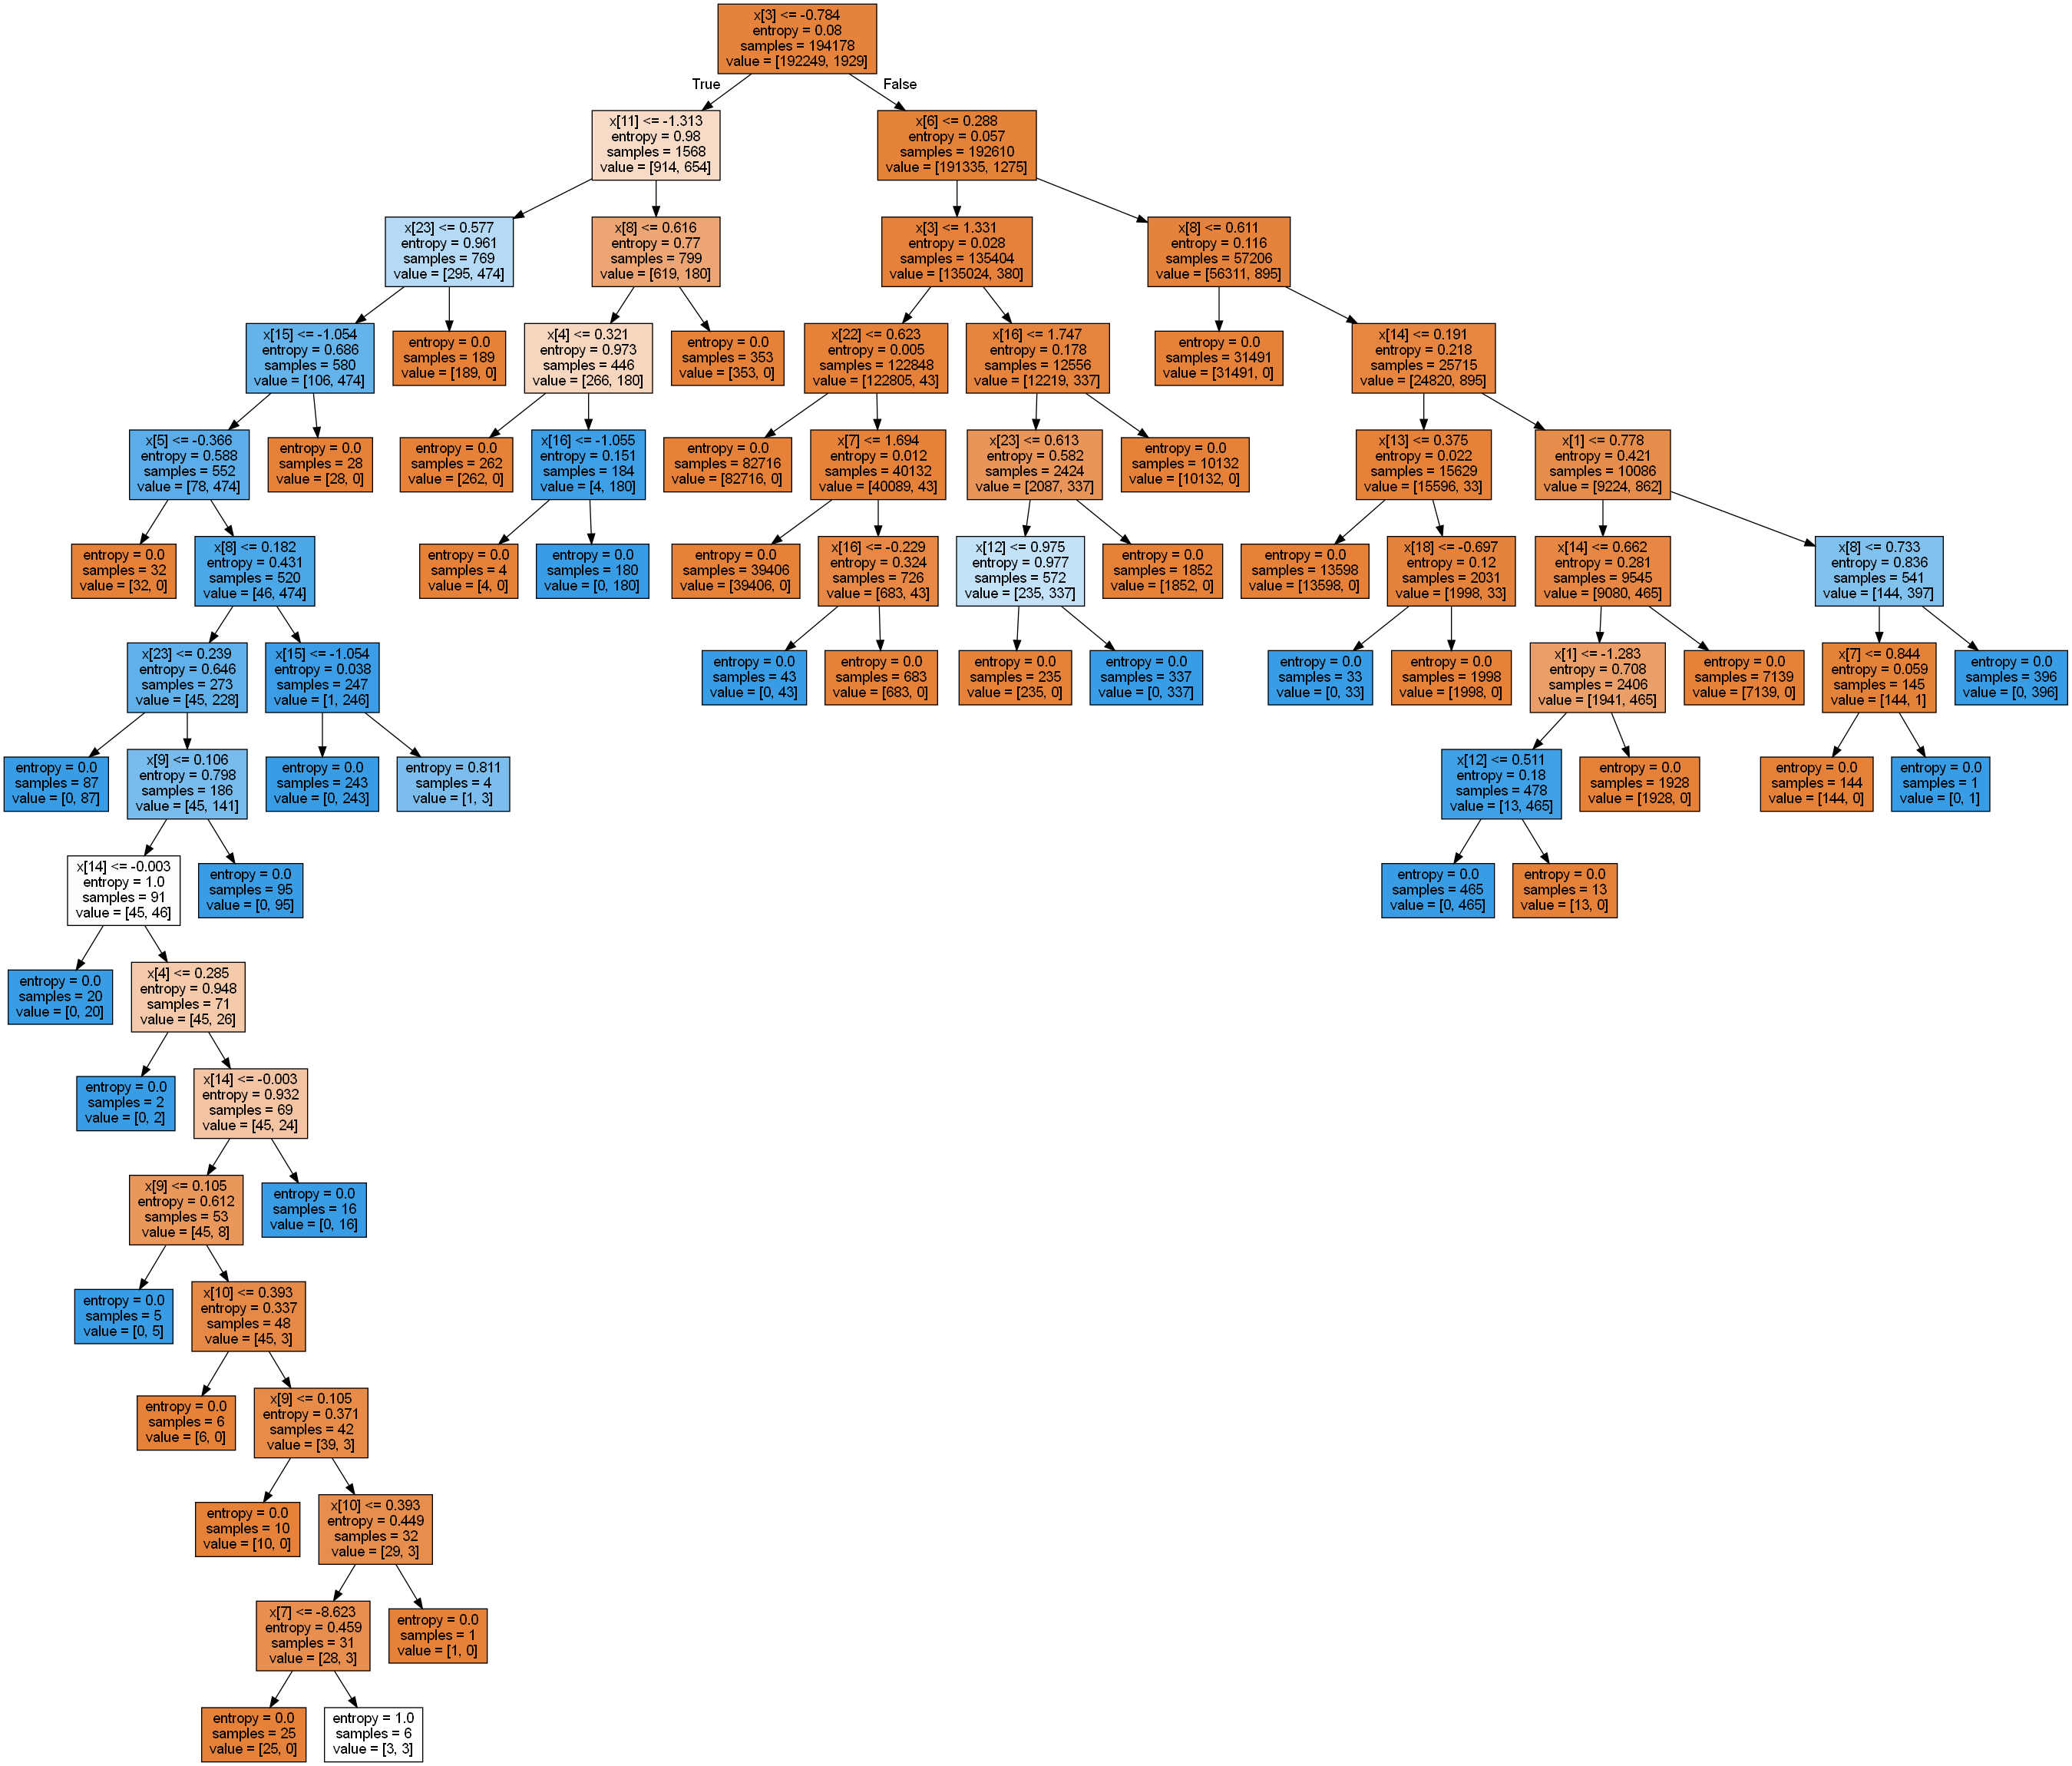 x[3] <= -0.784
entropy = 0.08
samples = 194178
value = [192249, 1929]
True
False
x[11] <= -1.313
entropy = 0.98
samples = 1568
value = [914, 654]
x[6] <= 0.288
entropy = 0.057
samples = 192610
value = [191335, 1275]
x[23] <= 0.577
entropy = 0.961
samples = 769
value = [295, 474]
x[8] <= 0.616
entropy = 0.77
samples = 799
value = [619, 180]
x[3] <= 1.331
entropy = 0.028
samples = 135404
value = [135024, 380]
x[8] <= 0.611
entropy = 0.116
samples = 57206
value = [56311, 895]
x[15] <= -1.054
entropy = 0.686
samples = 580
value = [106, 474]
entropy = 0.0
samples = 189
value = [189, 0]
x[4] <= 0.321
entropy = 0.973
samples = 446
value = [266, 180]
entropy = 0.0
samples = 353
value = [353, 0]
x[22] <= 0.623
entropy = 0.005
samples = 122848
value = [122805, 43]
x[16] <= 1.747
entropy = 0.178
samples = 12556
value = [12219, 337]
entropy = 0.0
samples = 31491
value = [31491, 0]
x[14] <= 0.191
entropy = 0.218
samples = 25715
value = [24820, 895]
x[5] <= -0.366
entropy = 0.588
samples = 552
value = [78, 474]
entropy = 0.0
samples = 28
value = [28, 0]
entropy = 0.0
samples = 262
value = [262, 0]
x[16] <= -1.055
entropy = 0.151
samples = 184
value = [4, 180]
entropy = 0.0
samples = 82716
value = [82716, 0]
x[7] <= 1.694
entropy = 0.012
samples = 40132
value = [40089, 43]
x[23] <= 0.613
entropy = 0.582
samples = 2424
value = [2087, 337]
entropy = 0.0
samples = 10132
value = [10132, 0]
x[13] <= 0.375
entropy = 0.022
samples = 15629
value = [15596, 33]
x[1] <= 0.778
entropy = 0.421
samples = 10086
value = [9224, 862]
entropy = 0.0
samples = 32
value = [32, 0]
x[8] <= 0.182
entropy = 0.431
samples = 520
value = [46, 474]
entropy = 0.0
samples = 4
value = [4, 0]
entropy = 0.0
samples = 180
value = [0, 180]
entropy = 0.0
samples = 39406
value = [39406, 0]
x[16] <= -0.229
entropy = 0.324
samples = 726
value = [683, 43]
x[12] <= 0.975
entropy = 0.977
samples = 572
value = [235, 337]
entropy = 0.0
samples = 1852
value = [1852, 0]
entropy = 0.0
samples = 13598
value = [13598, 0]
x[18] <= -0.697
entropy = 0.12
samples = 2031
value = [1998, 33]
x[14] <= 0.662
entropy = 0.281
samples = 9545
value = [9080, 465]
x[8] <= 0.733
entropy = 0.836
samples = 541
value = [144, 397]
x[23] <= 0.239
entropy = 0.646
samples = 273
value = [45, 228]
x[15] <= -1.054
entropy = 0.038
samples = 247
value = [1, 246]
entropy = 0.0
samples = 43
value = [0, 43]
entropy = 0.0
samples = 683
value = [683, 0]
entropy = 0.0
samples = 235
value = [235, 0]
entropy = 0.0
samples = 337
value = [0, 337]
entropy = 0.0
samples = 33
value = [0, 33]
entropy = 0.0
samples = 1998
value = [1998, 0]
x[1] <= -1.283
entropy = 0.708
samples = 2406
value = [1941, 465]
entropy = 0.0
samples = 7139
value = [7139, 0]
x[7] <= 0.844
entropy = 0.059
samples = 145
value = [144, 1]
entropy = 0.0
samples = 396
value = [0, 396]
entropy = 0.0
samples = 87
value = [0, 87]
x[9] <= 0.106
entropy = 0.798
samples = 186
value = [45, 141]
entropy = 0.0
samples = 243
value = [0, 243]
entropy = 0.811
samples = 4
value = [1, 3]
x[12] <= 0.511
entropy = 0.18
samples = 478
value = [13, 465]
entropy = 0.0
samples = 1928
value = [1928, 0]
entropy = 0.0
samples = 144
value = [144, 0]
entropy = 0.0
samples = 1
value = [0, 1]
x[14] <= -0.003
entropy = 1.0
samples = 91
value = [45, 46]
entropy = 0.0
samples = 95
value = [0, 95]
entropy = 0.0
samples = 465
value = [0, 465]
entropy = 0.0
samples = 13
value = [13, 0]
entropy = 0.0
samples = 20
value = [0, 20]
x[4] <= 0.285
entropy = 0.948
samples = 71
value = [45, 26]
entropy = 0.0
samples = 2
value = [0, 2]
x[14] <= -0.003
entropy = 0.932
samples = 69
value = [45, 24]
x[9] <= 0.105
entropy = 0.612
samples = 53
value = [45, 8]
entropy = 0.0
samples = 16
value = [0, 16]
entropy = 0.0
samples = 5
value = [0, 5]
x[10] <= 0.393
entropy = 0.337
samples = 48
value = [45, 3]
entropy = 0.0
samples = 6
value = [6, 0]
x[9] <= 0.105
entropy = 0.371
samples = 42
value = [39, 3]
entropy = 0.0
samples = 10
value = [10, 0]
x[10] <= 0.393
entropy = 0.449
samples = 32
value = [29, 3]
x[7] <= -8.623
entropy = 0.459
samples = 31
value = [28, 3]
entropy = 0.0
samples = 1
value = [1, 0]
entropy = 0.0
samples = 25
value = [25, 0]
entropy = 1.0
samples = 6
value = [3, 3]